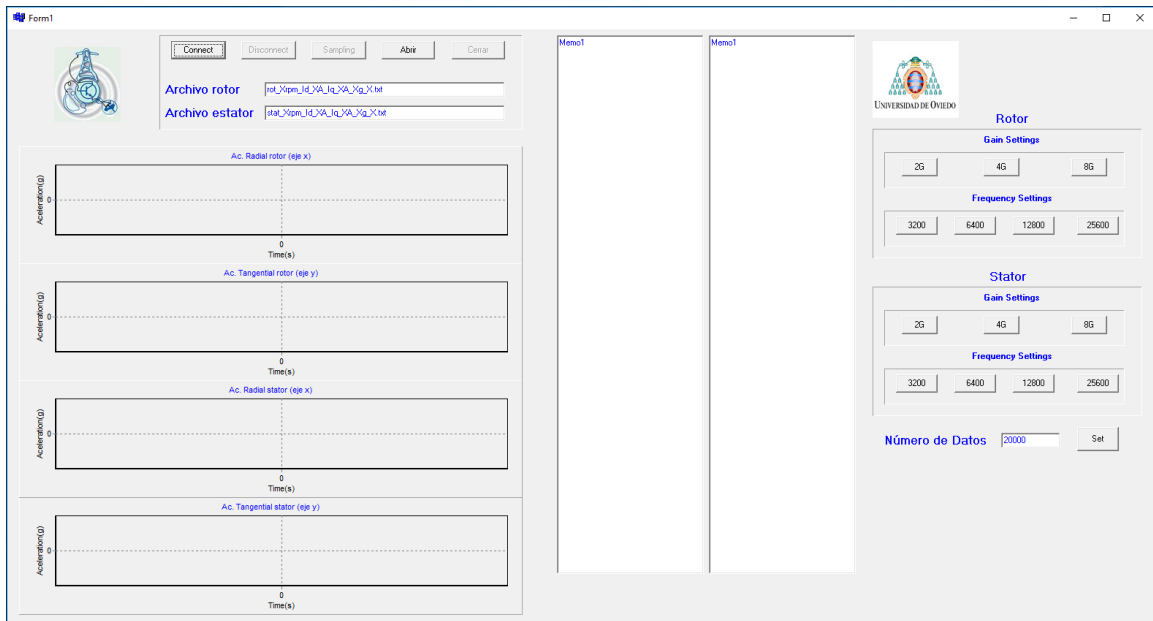 Form1
Connect Disconnect Sampling Abrir Cerrar
Archivo rotor rot_Xrpm_Id_XA_Iq_XA_Xg_X.txt
Archivo estator stat_Xrpm_Id_XA_Iq_XA_Xg_X.txt
Ac. Radial rotor (eje x)
Aceleration(g)
0
0
Time(s)
Ac. Tangential rotor (eje y)
Aceleration(g)
0
0
Time(s)
Ac. Radial stator (eje x)
Aceleration(g)
0
0
Time(s)
Ac. Tangential stator (eje y)
Aceleration(g)
0
0
Time(s)
Memo1
Memo1
UNIVERSIDAD DE OVIEDO
Rotor
Gain Settings
2G 4G 8G
Frequency Settings
3200 6400 12800 25600
Stator
Gain Settings
2G 4G 8G
Frequency Settings
3200 6400 12800 25600
Número de Datos 20000 Set